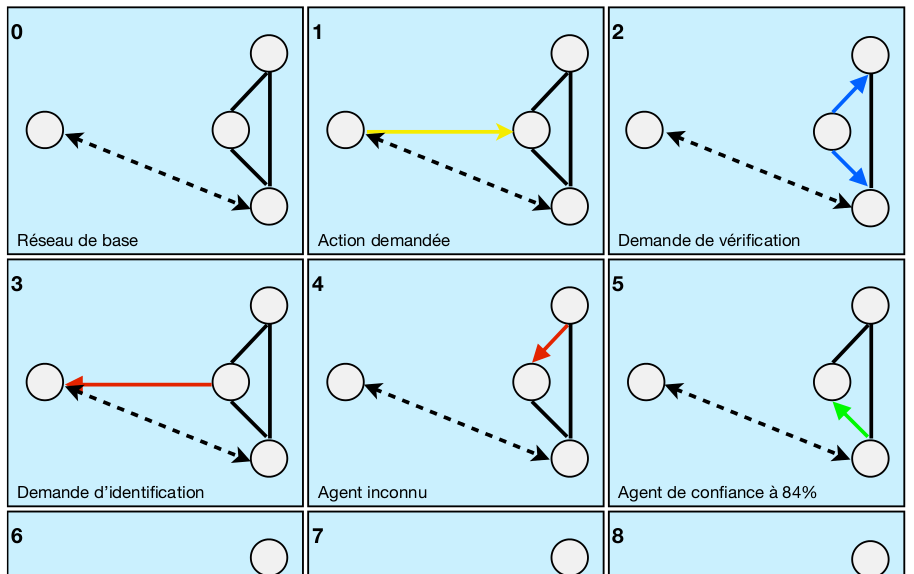 0
Réseau de base
1
Action demandée
2
Demande de vérification
3
Demande d'identification
4
Agent inconnu
5
Agent de confiance à 84%
6
7
8